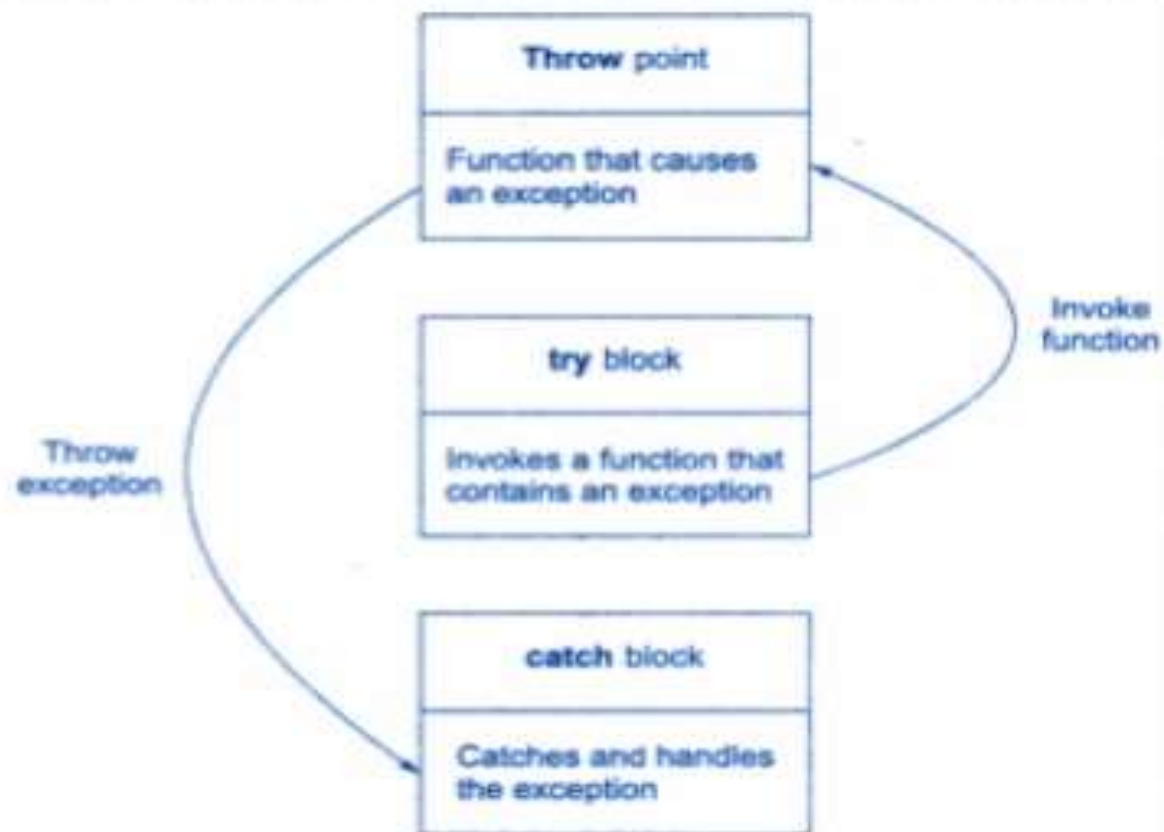 Throw point
Function that causes
an exception
Invoke
function
try block
Throw
exception
Invokes a function that
contains an exception
catch block
Catches and handles
the exception